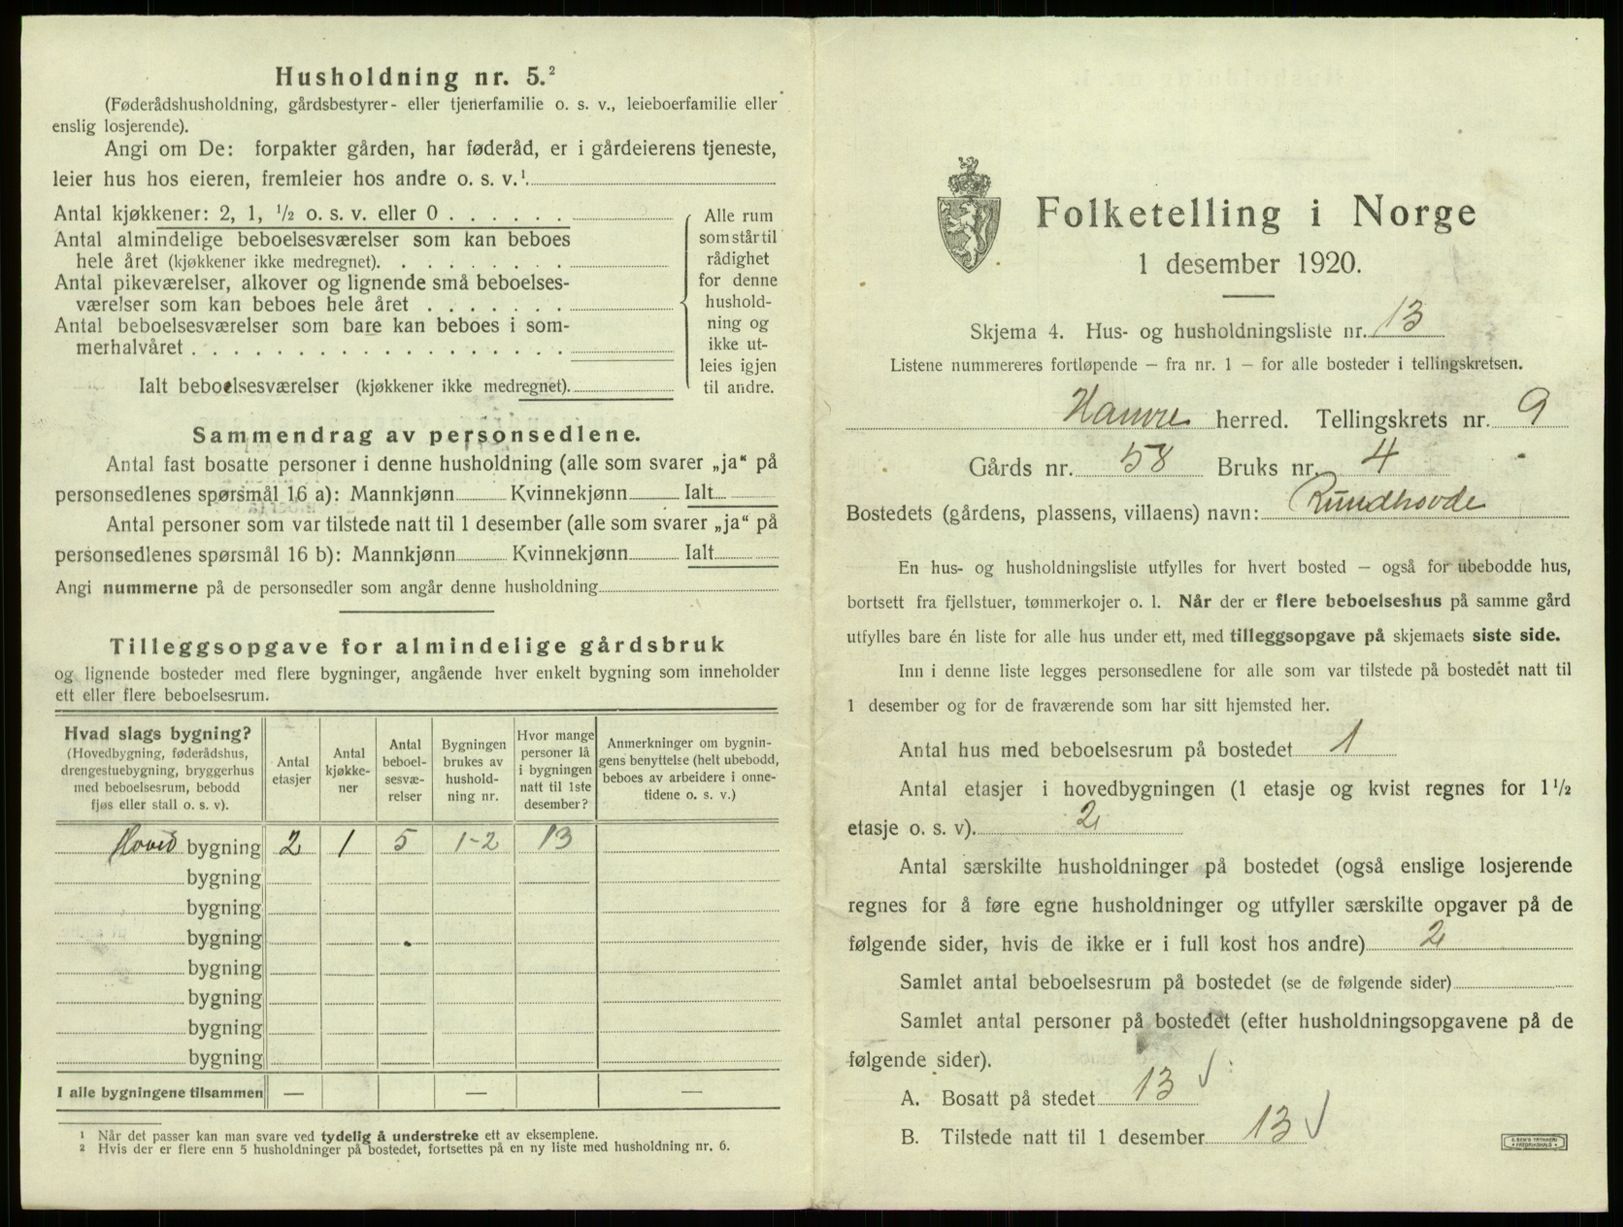 Husholdning nr. 5.²
(Føderådshusholdning, gårdsbestyrer- eller tjenerfamilie o. s. v., leieboerfamilie eller
enslig losjerende).
Angi om De: forpakter gården, har føderåd, er i gårdeierens tjeneste,
leier hus hos eieren, fremleier hos andre o. s. v.¹
Antal kjøkkener: 2, 1, ½ o. s. v. eller 0
Antal almindelige beboelsesværelser som kan beboes
hele året (kjøkkener ikke medregnet).
Antal pikeværelser, alkover og lignende små beboelses-
værelser som kan beboes hele året
Antal beboelsesværelser som bare kan beboes i som-
merhalvåret
Ialt beboelsesværelser (kjøkkener ikke medregnet).
Alle rum
som står til
rådighet
for denne
hushold-
ning og
ikke ut-
leies igjen
til andre.
Sammendrag av personsedlene.
Antal fast bosatte personer i denne husholdning (alle som svarer „ja“ på
personsedlenes spørsmål 16 a): Mannkjønn Kvinnekjønn Ialt
Antal personer som var tilstede natt til 1 desember (alle som svarer „ja“ på
personsedlenes spørsmål 16 b): Mannkjønn Kvinnekjønn Ialt
Angi nummerne på de personsedler som angår denne husholdning
Tilleggsopgave for almindelige gårdsbruk
og lignende bosteder med flere bygninger, angående hver enkelt bygning som inneholder
ett eller flere beboelsesrum.
Hvad slags bygning?
(Hovedbygning, føderådshus,
drengestuebygning, bryggerhus
med beboelsesrum, bebodd
fjøs eller stall o. s. v).
Antal
etasjer
Antal
kjøkke-
ner
Antal
beboel-
sesvæ-
relser
Bygningen
brukes av
hushold-
ning nr.
Hvor mange
personer lå
i bygningen
natt til 1ste
desember?
Anmerkninger om bygnin-
gens benyttelse (helt ubebodd,
beboes av arbeidere i onne-
tidene o. s. v.)
Hoved bygning 2 1 5 1-2 13
bygning
bygning
bygning
bygning
bygning
bygning
bygning
I alle bygningene tilsammen — — —
¹ Når det passer kan man svare ved tydelig å understreke ett av eksemplene.
² Hvis der er flere enn 5 husholdninger på bostedet, fortsettes på en ny liste med husholdning nr. 6.
Folketelling i Norge
1 desember 1920.
Skjema 4. Hus- og husholdningsliste nr. 13
Listene nummereres fortløpende — fra nr. 1 — for alle bosteder i tellingskretsen.
Hamre herred. Tellingskrets nr. 9
Gårds nr. 58 Bruks nr. 4
Bostedets (gårdens, plassens, villaens) navn: Rundhovde
En hus- og husholdningsliste utfylles for hvert bosted — også for ubebodde hus,
bortsett fra fjellstuer, tømmerkojer o. l. Når der er flere beboelseshus på samme gård
utfylles bare én liste for alle hus under ett, med tilleggsopgave på skjemaets siste side.
Inn i denne liste legges personsedlene for alle som var tilstede på bostedet natt til
1 desember og for de fraværende som har sitt hjemsted her.
Antal hus med beboelsesrum på bostedet 1
Antal etasjer i hovedbygningen (1 etasje og kvist regnes for 1½
etasje o. s. v). 2
Antal særskilte husholdninger på bostedet (også enslige losjerende
regnes for å føre egne husholdninger og utfyller særskilte opgaver på de
følgende sider, hvis de ikke er i full kost hos andre) 2
Samlet antal beboelsesrum på bostedet (se de følgende sider)
Samlet antal personer på bostedet (efter husholdningsopgavene på de
følgende sider).
A. Bosatt på stedet 13 √
B. Tilstede natt til 1 desember 13 √